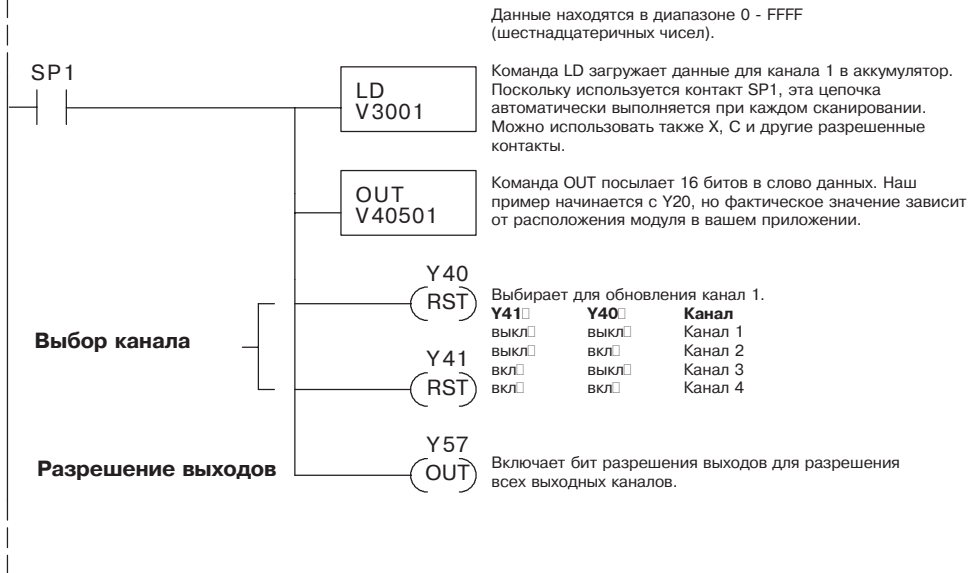 Данные находятся в диапазоне 0 - FFFF
(шестнадцатеричных чисел).
SP1
LD
V3001
Команда LD загружает данные для канала 1 в аккумулятор.
Поскольку используется контакт SP1, эта цепочка
автоматически выполняется при каждом сканировании.
Можно использовать также X, C и другие разрешенные
контакты.
OUT
V40501
Команда OUT посылает 16 битов в слово данных. Наш
пример начинается с Y20, но фактическое значение зависит
от расположения модуля в вашем приложении.
Y40
RST
Выбирает для обновления канал 1.
Y41 Y40 Канал
выкл выкл Канал 1
выкл вкл Канал 2
вкл выкл Канал 3
вкл вкл Канал 4
Выбор канала
Y41
RST
Разрешение выходов
Y57
OUT
Включает бит разрешения выходов для разрешения
всех выходных каналов.